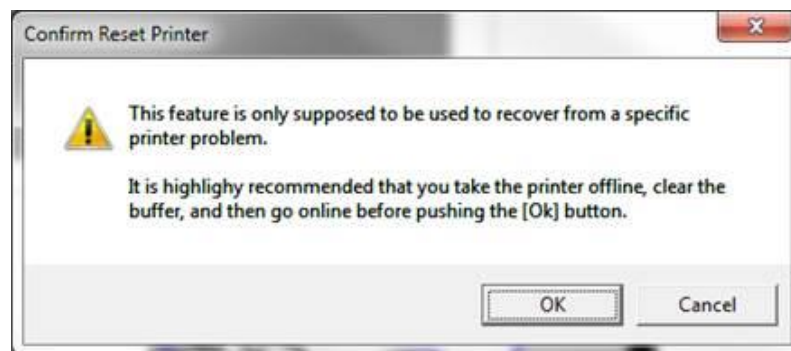 Confirm Reset Printer
This feature is only supposed to be used to recover from a specific
printer problem.
It is highlighy recommended that you take the printer offline, clear the
buffer, and then go online before pushing the [Ok] button.
OK
Cancel